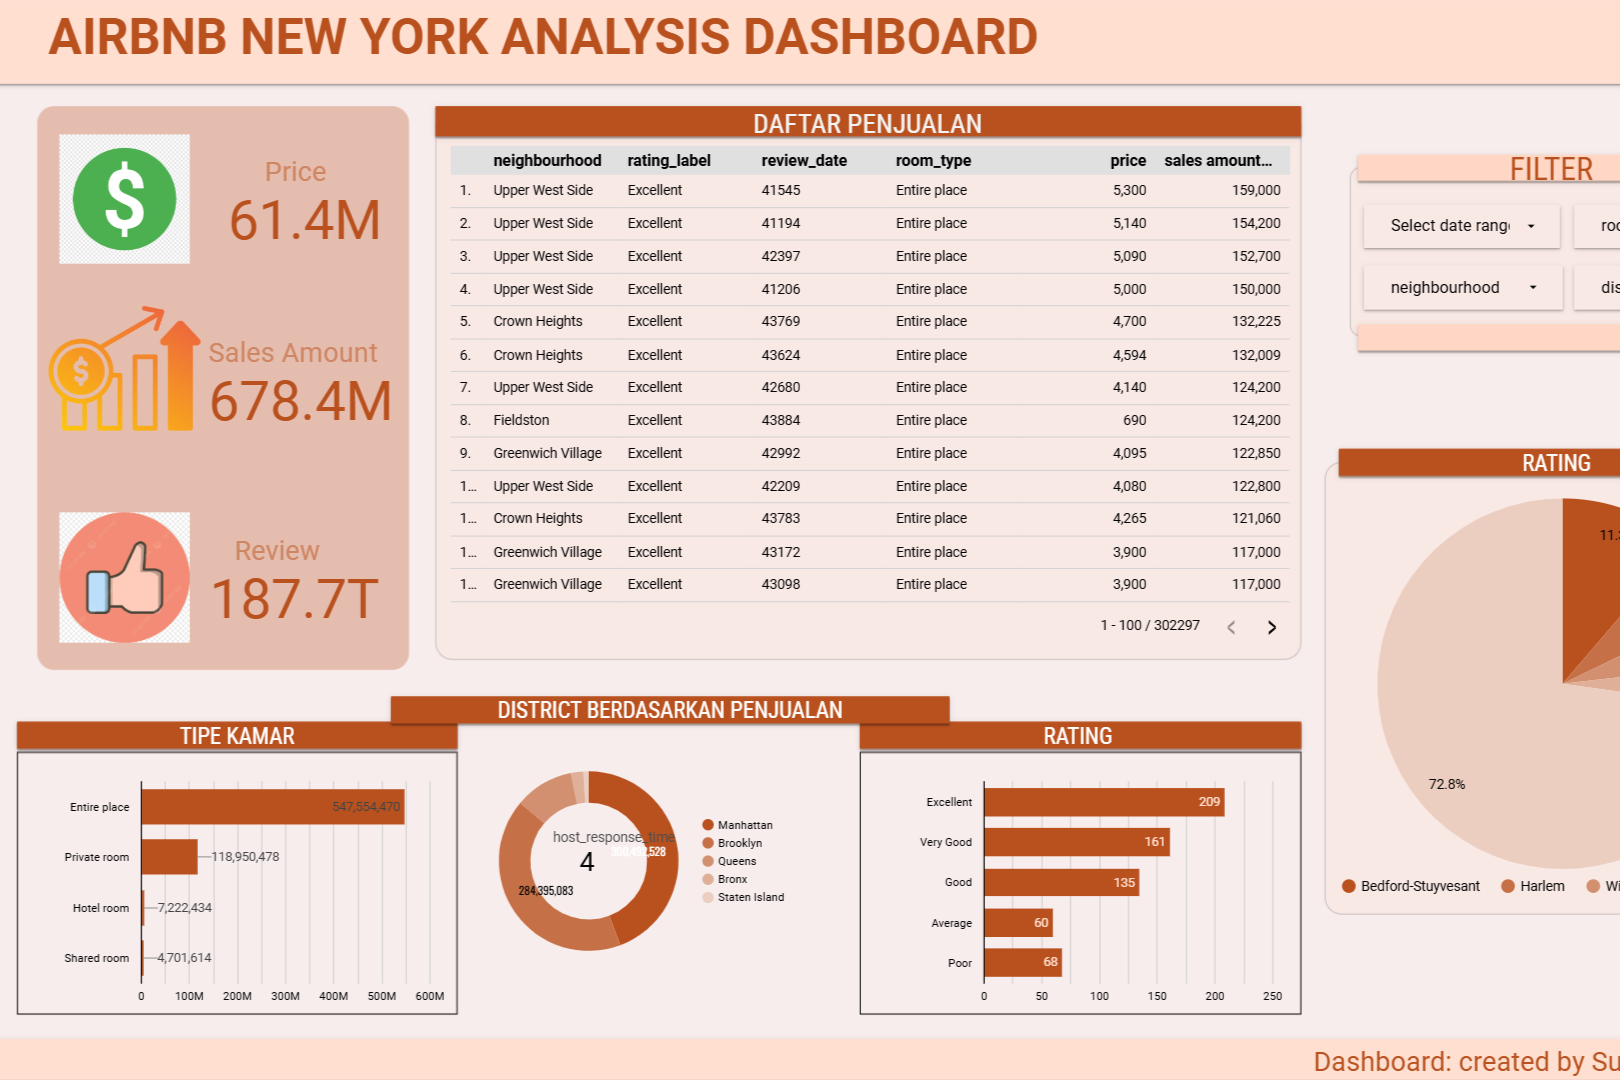 AIRBNB NEW YORK ANALYSIS DASHBOARD
Price
61.4M
Sales Amount
678.4M
Review
187.7T
DAFTAR PENJUALAN
neighbourhood rating_label review_date room_type price sales amount...
1. Upper West Side Excellent 41545 Entire place 5,300 159,000
2. Upper West Side Excellent 41194 Entire place 5,140 154,200
3. Upper West Side Excellent 42397 Entire place 5,090 152,700
4. Upper West Side Excellent 41206 Entire place 5,000 150,000
5. Crown Heights Excellent 43769 Entire place 4,700 132,225
6. Crown Heights Excellent 43624 Entire place 4,594 132,009
7. Upper West Side Excellent 42680 Entire place 4,140 124,200
8. Fieldston Excellent 43884 Entire place 690 124,200
9. Greenwich Village Excellent 42992 Entire place 4,095 122,850
1... Upper West Side Excellent 42209 Entire place 4,080 122,800
1... Crown Heights Excellent 43783 Entire place 4,265 121,060
1... Greenwich Village Excellent 43172 Entire place 3,900 117,000
1... Greenwich Village Excellent 43098 Entire place 3,900 117,000
1 - 100 / 302297
FILTER
Select date rang
roo
neighbourhood
dis
RATING
11.
72.8%
Bedford-Stuyvesant Harlem Wi
DISTRICT BERDASARKAN PENJUALAN
TIPE KAMAR
Entire place 547,554,470
Private room 118,950,478
Hotel room 7,222,434
Shared room 4,701,614
0 100M 200M 300M 400M 500M 600M
host_response_time
4
284,395,083
Manhattan
Brooklyn
Queens
Bronx
Staten Island
RATING
Excellent 209
Very Good 161
Good 135
Average 60
Poor 68
0 50 100 150 200 250
Dashboard: created by Su